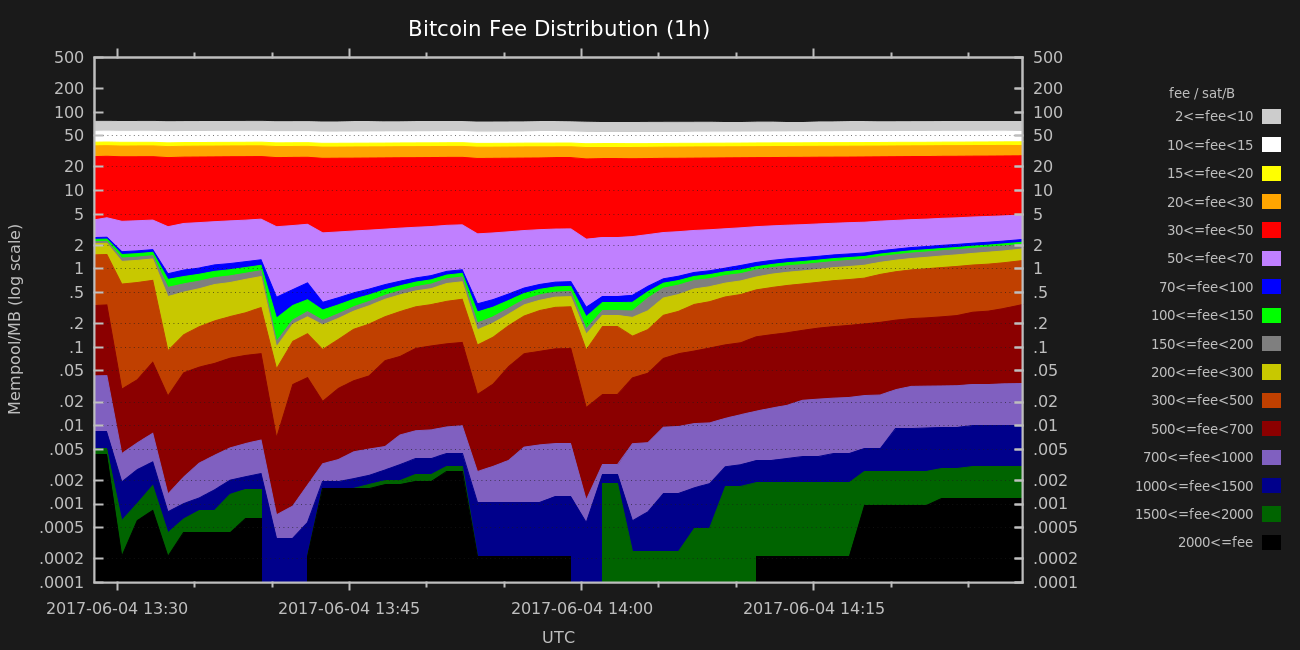 Bitcoin Fee Distribution (1h)
500 500
200 200
100 100
50 50
20 20
10 10
5 5
2 2
1 1
.5 .5
.2 .2
.1 .1
.05 .05
.02 .02
.01 .01
.005 .005
.002 .002
.001 .001
.0005 .0005
.0002 .0002
.0001 .0001
Mempool/MB (log scale)
2017-06-04 13:30 2017-06-04 13:45 2017-06-04 14:00 2017-06-04 14:15
UTC
fee / sat/B
2<=fee<10
10<=fee<15
15<=fee<20
20<=fee<30
30<=fee<50
50<=fee<70
70<=fee<100
100<=fee<150
150<=fee<200
200<=fee<300
300<=fee<500
500<=fee<700
700<=fee<1000
1000<=fee<1500
1500<=fee<2000
2000<=fee